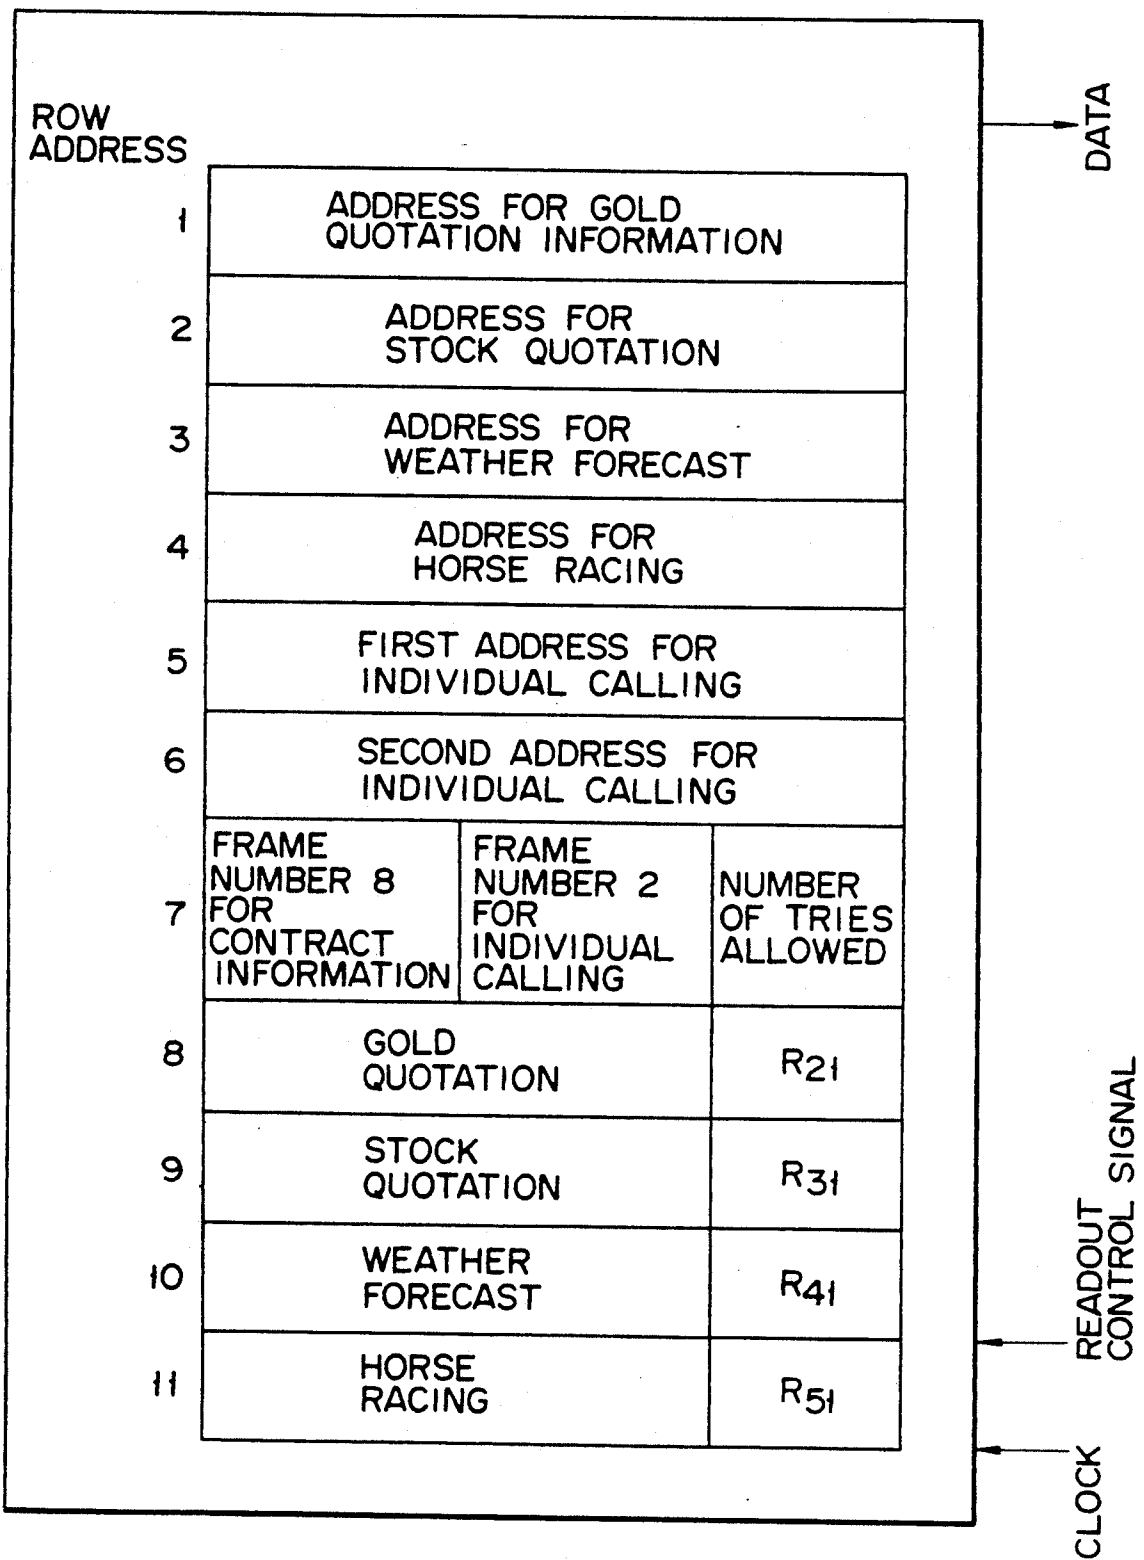 ROW
ADDRESS
1
ADDRESS FOR GOLD
QUOTATION INFORMATION
2
ADDRESS FOR
STOCK QUOTATION
3
ADDRESS FOR
WEATHER FORECAST
4
ADDRESS FOR
HORSE RACING
5
FIRST ADDRESS FOR
INDIVIDUAL CALLING
6
SECOND ADDRESS FOR
INDIVIDUAL CALLING
7
FRAME
NUMBER 8
FOR
CONTRACT
INFORMATION
FRAME
NUMBER 2
FOR
INDIVIDUAL
CALLING
NUMBER
OF TRIES
ALLOWED
8
GOLD
QUOTATION
R21
9
STOCK
QUOTATION
R31
10
WEATHER
FORECAST
R41
11
HORSE
RACING
R51
DATA
READOUT
CONTROL SIGNAL
CLOCK